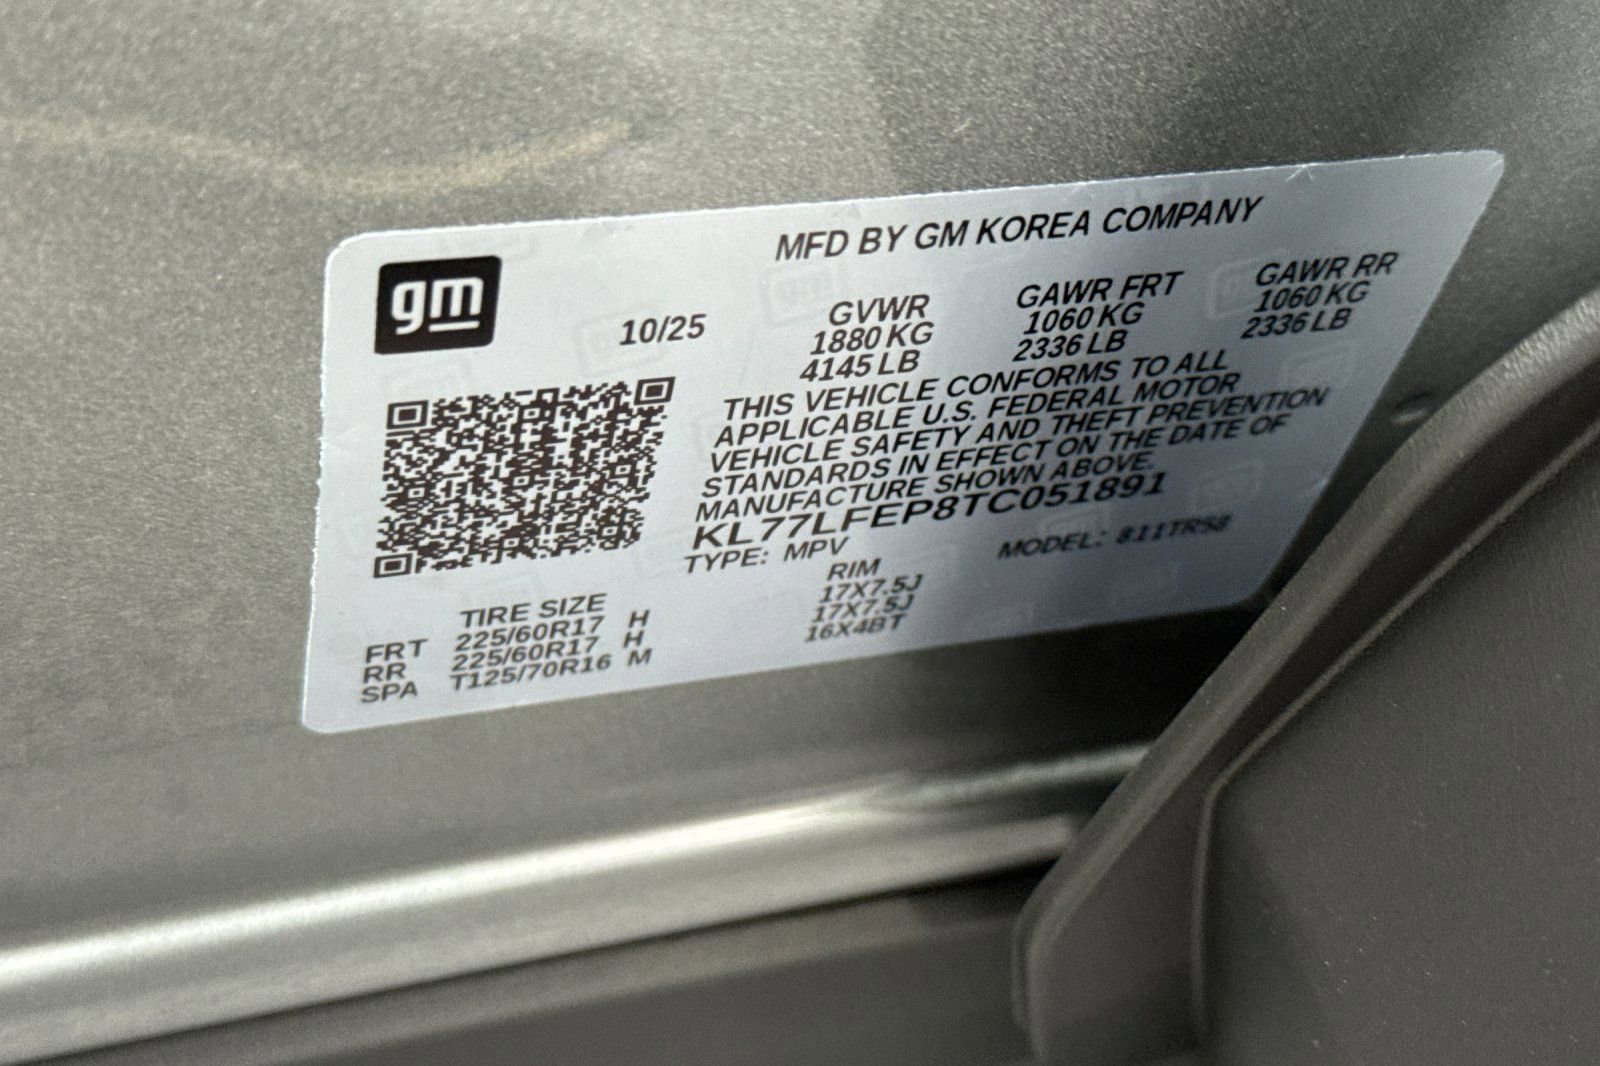 gm
MFD BY GM KOREA COMPANY
10/25
GVWR GAWR FRT GAWR RR
1880 KG 1060 KG 1060 KG
4145 LB 2336 LB 2336 LB
THIS VEHICLE CONFORMS TO ALL
APPLICABLE U.S. FEDERAL MOTOR
VEHICLE SAFETY AND THEFT PREVENTION
STANDARDS IN EFFECT ON THE DATE OF
MANUFACTURE SHOWN ABOVE.
KL77LFEP8TC051891
TYPE: MPV MODEL: 811TR58
TIRE SIZE RIM
FRT 225/60R17 H 17X7.5J
RR 225/60R17 H 17X7.5J
SPA T125/70R16 M 16X4BT